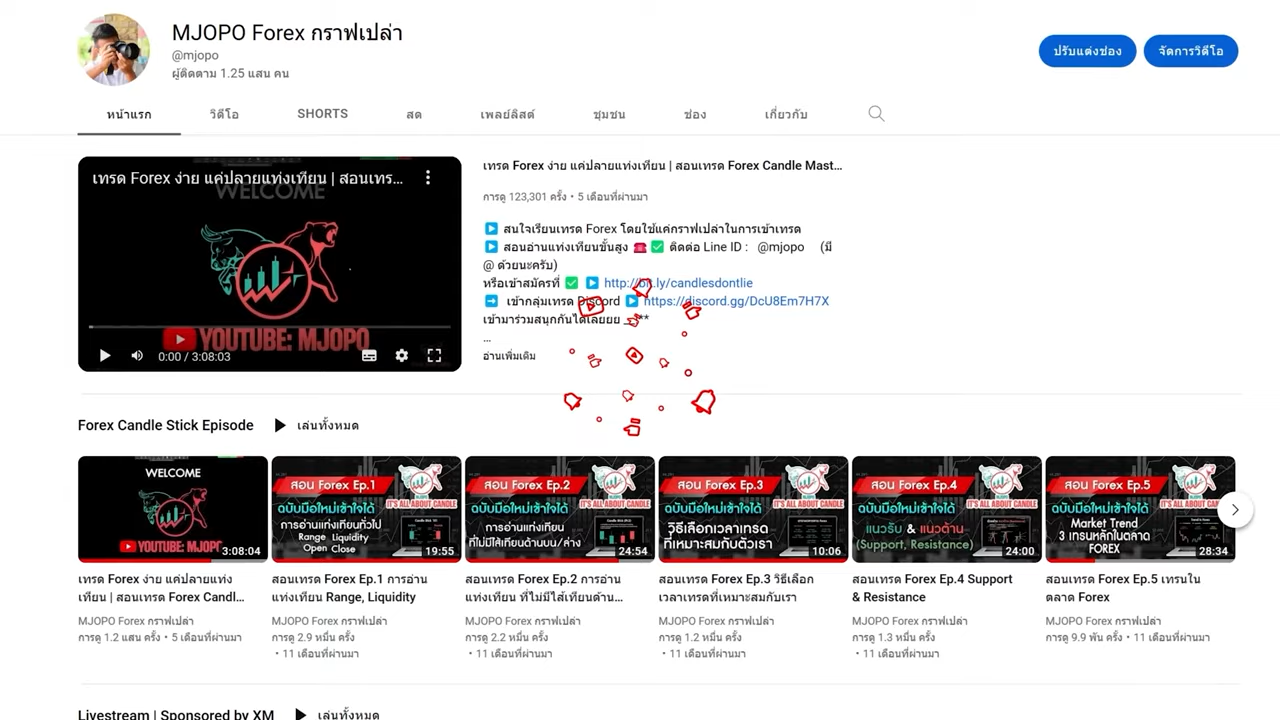 MJOPO Forex กราฟเปล่า
@mjopo
ผู้ติดตาม 1.25 แสน คน
ปรับแต่งช่อง
จัดการวิดีโอ
หน้าแรก
วิดีโอ
SHORTS
สด
เพลย์ลิสต์
ชุมชน
ช่อง
เกี่ยวกับ
เทรด Forex ง่าย แค่ปลายแท่งเทียน | สอนเทร...
WELCOME
YOUTUBE: MJOPO
0:00 / 3:08:03
เทรด Forex ง่าย แค่ปลายแท่งเทียน | สอนเทรด Forex Candle Mast...
การดู 123,301 ครั้ง • 5 เดือนที่ผ่านมา
สนใจเรียนเทรด Forex โดยใช้แค่กราฟเปล่าในการเข้าเทรด
สอนอ่านแท่งเทียนขั้นสูง ติดต่อ Line ID : @mjopo (มี
@ ด้วยนะครับ)
หรือเข้าสมัครที่ http://bit.ly/candlesdontlie
เข้ากลุ่มเทรด Discord https://discord.gg/DcU8Em7H7X
เข้ามาร่วมสนุกกันได้เลยยย __**
...
อ่านเพิ่มเติม
Forex Candle Stick Episode
เล่นทั้งหมด
WELCOME
YOUTUBE: MJOPO
3:08:04
สอน Forex Ep.1
IT'S ALL ABOUT CANDLE
ฉบับมือใหม่เข้าใจได้
การอ่านแท่งเทียนทั่วไป
Range Liquidity
Open Close
19:55
สอน Forex Ep.2
IT'S ALL ABOUT CANDLE
ฉบับมือใหม่เข้าใจได้
การอ่านแท่งเทียน
ที่ไม่มีไส้เทียนด้านบน/ล่าง
24:54
สอน Forex Ep.3
IT'S ALL ABOUT CANDLE
ฉบับมือใหม่เข้าใจได้
วิธีเลือกเวลาเทรด
ที่เหมาะสมกับตัวเรา
10:06
สอน Forex Ep.4
IT'S ALL ABOUT CANDLE
ฉบับมือใหม่เข้าใจได้
แนวรับ & แนวต้าน
(Support, Resistance)
24:00
สอน Forex Ep.5
IT'S ALL ABOUT CANDLE
ฉบับมือใหม่เข้าใจได้
Market Trend
3 เทรนหลักในตลาด
FOREX
28:34
เทรด Forex ง่าย แค่ปลายแท่ง
เทียน | สอนเทรด Forex Candl...
MJOPO Forex กราฟเปล่า
การดู 1.2 แสน ครั้ง • 5 เดือนที่ผ่านมา
สอนเทรด Forex Ep.1 การอ่าน
แท่งเทียน Range, Liquidity
MJOPO Forex กราฟเปล่า
การดู 2.9 หมื่น ครั้ง
• 11 เดือนที่ผ่านมา
สอนเทรด Forex Ep.2 การอ่าน
แท่งเทียน ที่ไม่มีไส้เทียนด้าน...
MJOPO Forex กราฟเปล่า
การดู 2.2 หมื่น ครั้ง
• 11 เดือนที่ผ่านมา
สอนเทรด Forex Ep.3 วิธีเลือก
เวลาเทรดที่เหมาะสมกับเรา
MJOPO Forex กราฟเปล่า
การดู 1.2 หมื่น ครั้ง
• 11 เดือนที่ผ่านมา
สอนเทรด Forex Ep.4 Support
& Resistance
MJOPO Forex กราฟเปล่า
การดู 1.3 หมื่น ครั้ง
• 11 เดือนที่ผ่านมา
สอนเทรด Forex Ep.5 เทรนใน
ตลาด Forex
MJOPO Forex กราฟเปล่า
การดู 9.9 พัน ครั้ง • 11 เดือนที่ผ่านมา
Livestream | Sponsored by XM
เล่นทั้งหมด